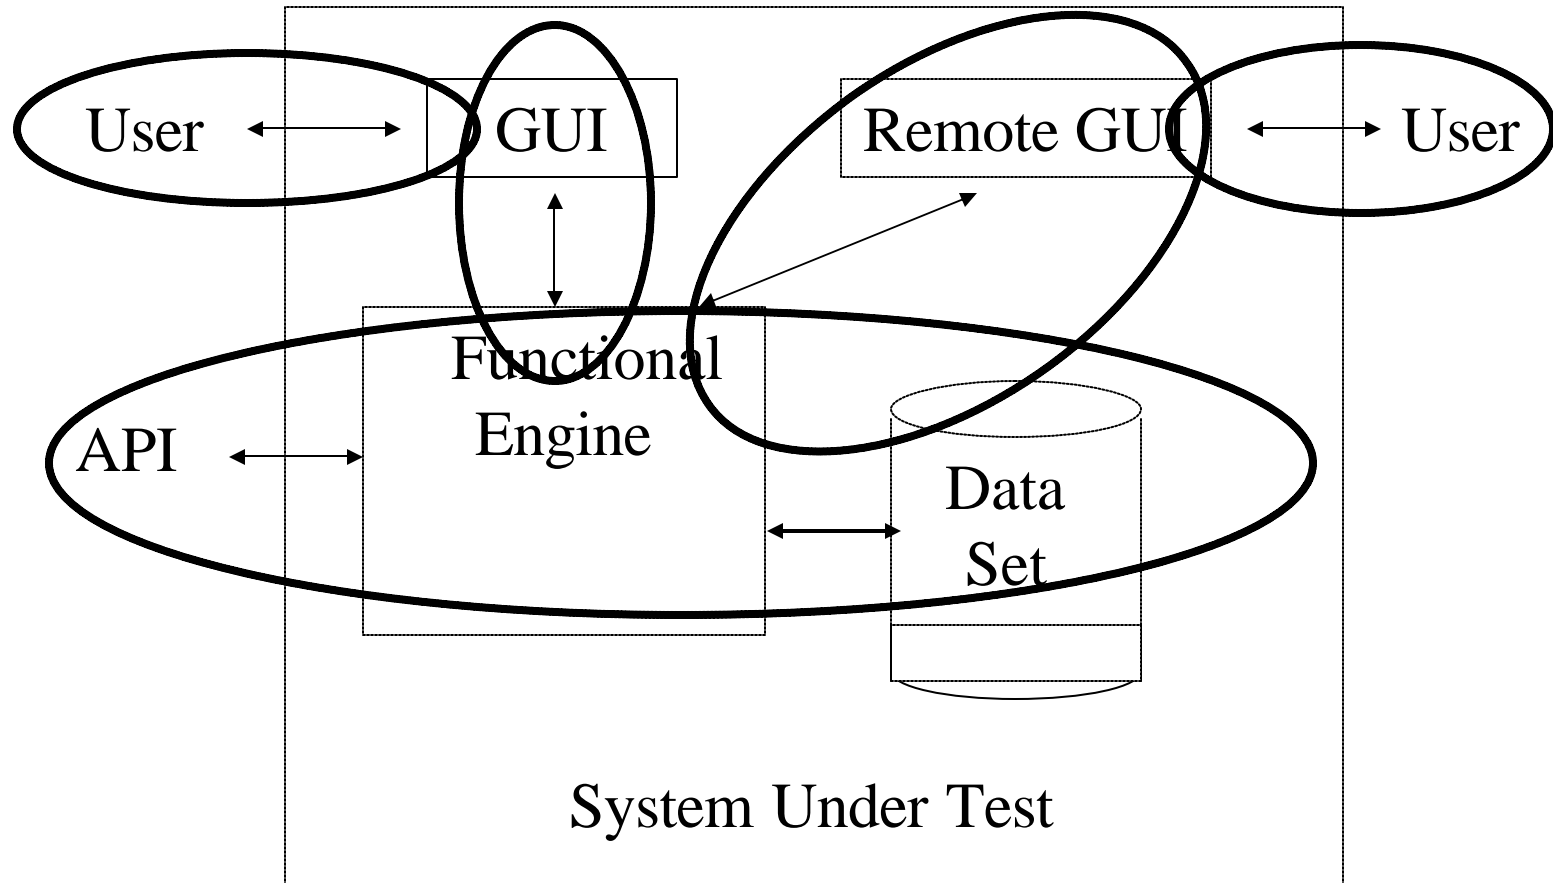 User
GUI
Remote GUI
User
Functional
Engine
API
Data
Set
System Under Test